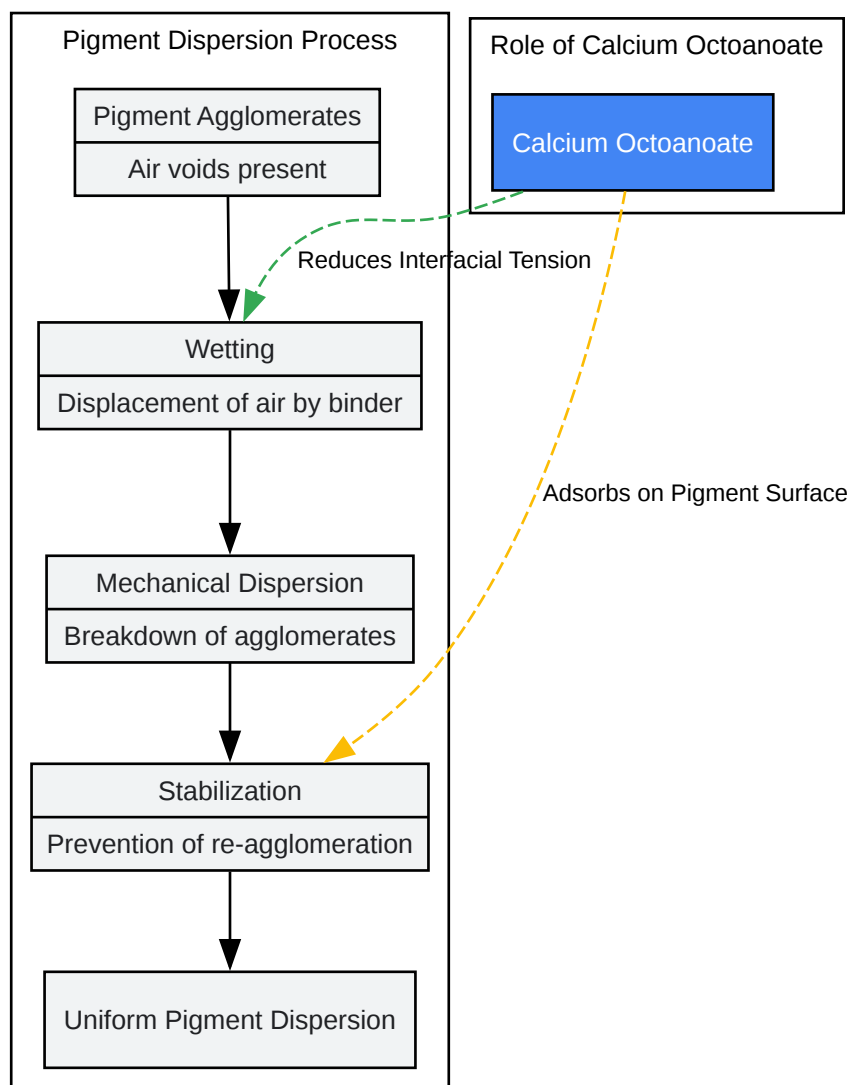 Pigment Dispersion Process
Pigment Agglomerates
Air voids present
Wetting
Displacement of air by binder
Mechanical Dispersion
Breakdown of agglomerates
Stabilization
Prevention of re-agglomeration
Uniform Pigment Dispersion
Role of Calcium Octoanoate
Calcium Octoanoate
Reduces Interfacial Tension
Adsorbs on Pigment Surface